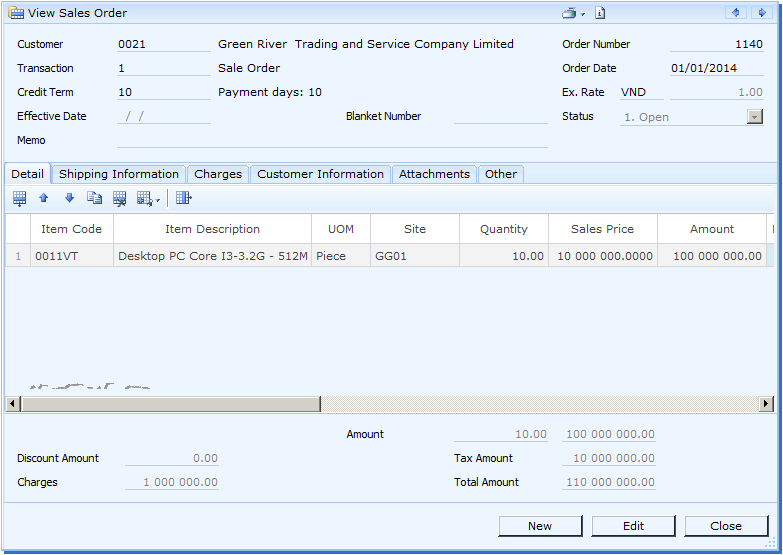 View Sales Order
Customer 0021 Green River Trading and Service Company Limited Order Number 1140
Transaction 1 Sale Order Order Date 01/01/2014
Credit Term 10 Payment days: 10 Ex. Rate VND 1.00
Effective Date / / Blanket Number Status 1. Open
Memo
Detail Shipping Information Charges Customer Information Attachments Other
Item Code Item Description UOM Site Quantity Sales Price Amount
1 0011VT Desktop PC Core I3-3.2G - 512M Piece GG01 10.00 10 000 000.0000 100 000 000.00
Amount 10.00 100 000 000.00
Discount Amount 0.00 Tax Amount 10 000 000.00
Charges 1 000 000.00 Total Amount 110 000 000.00
New Edit Close